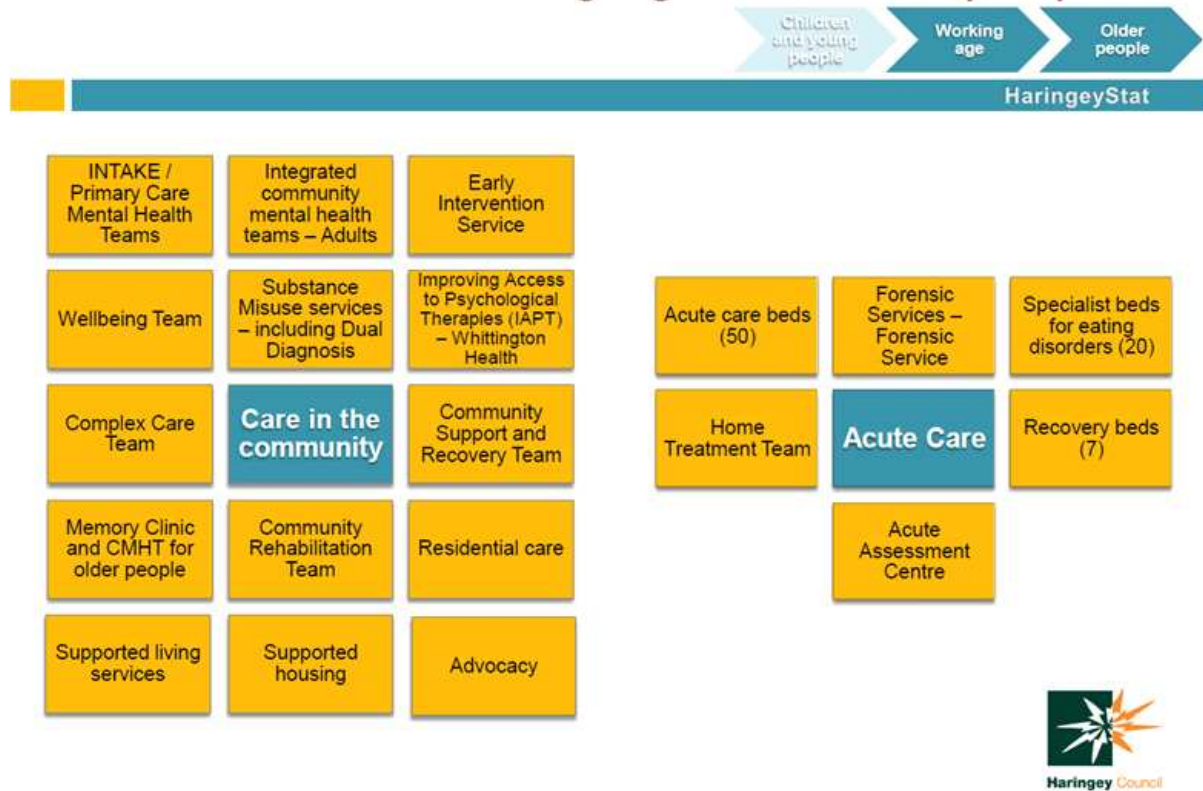 Children
and young
people
Working
age
Older
people
HaringeyStat
INTAKE /
Primary Care
Mental Health
Teams
Integrated
community
mental health
teams – Adults
Early
Intervention
Service
Wellbeing Team
Substance
Misuse services
– including Dual
Diagnosis
Improving Access
to Psychological
Therapies (IAPT)
– Whittington
Health
Complex Care
Team
Care in the
community
Community
Support and
Recovery Team
Memory Clinic
and CMHT for
older people
Community
Rehabilitation
Team
Residential care
Supported living
services
Supported
housing
Advocacy
Acute care beds
(50)
Forensic
Services –
Forensic
Service
Specialist beds
for eating
disorders (20)
Home
Treatment Team
Acute Care
Recovery beds
(7)
Acute
Assessment
Centre
Haringey Council